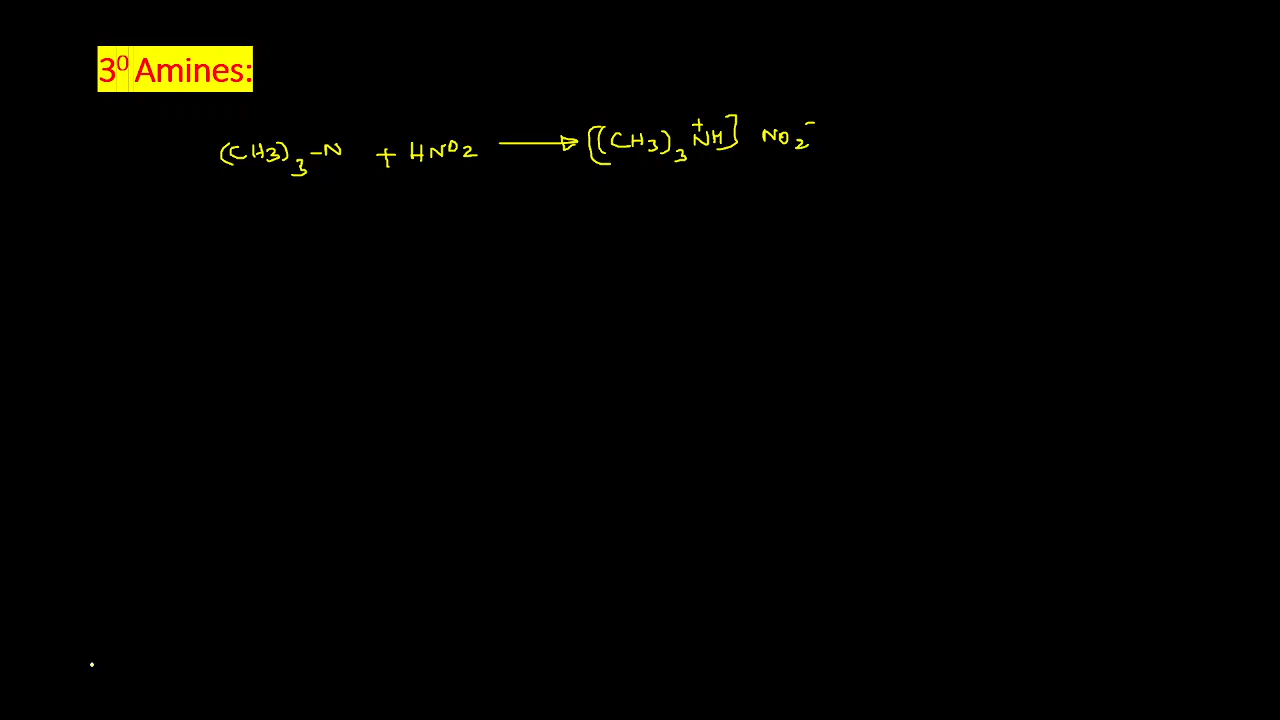 3⁰ Amines:
(CH3)₃-N + HNO2 ⟶ [(CH3)₃N⁺H] NO2⁻